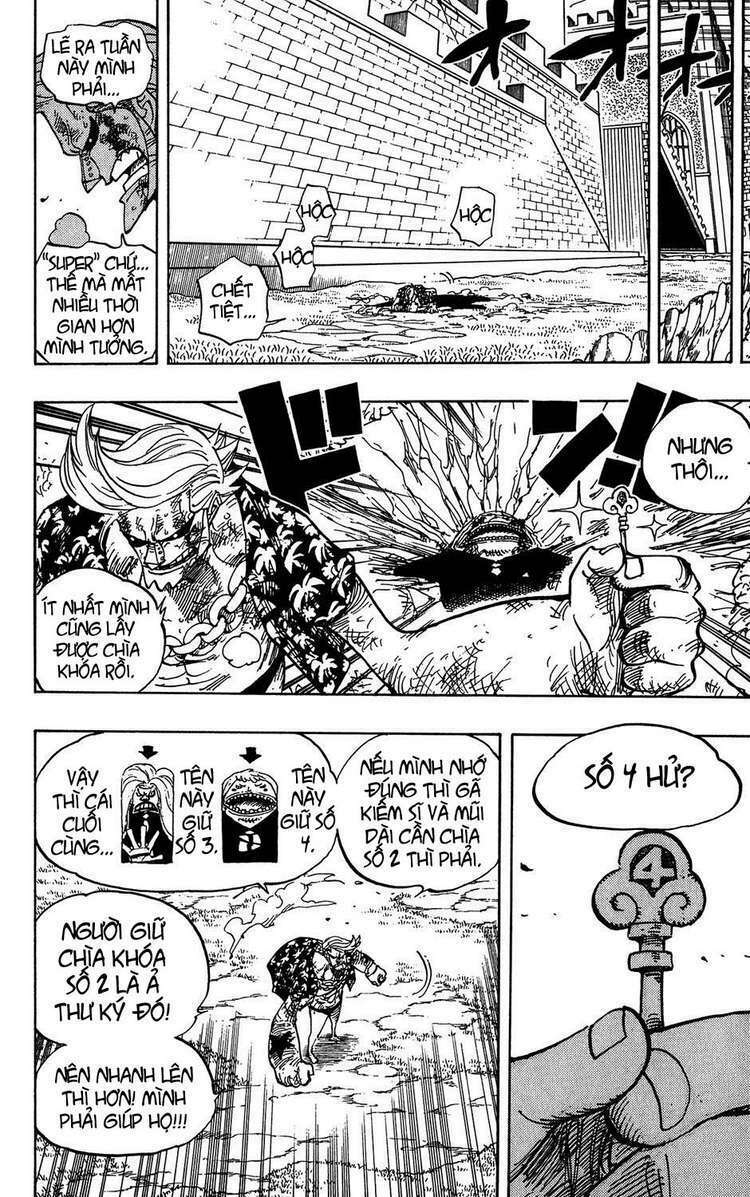 HỘC
HỘC
HỘC
CHẾT
TIỆT...
LẼ RA TUẦN
NÀY MÌNH
PHẢI...
"SUPER" CHỨ...
THẾ MÀ MẤT
NHIỀU THỜI
GIAN HƠN
MÌNH TƯỞNG.
NHƯNG
THÔI...
ドン!!
ÍT NHẤT MÌNH
CŨNG LẤY
ĐƯỢC CHÌA
KHÓA RỒI.
SỐ 4 HỬ?
4
NẾU MÌNH NHỚ
ĐÚNG THÌ GÃ
KIẾM SĨ VÀ MŨI
DÀI CẦN CHÌA
SỐ 2 THÌ PHẢI.
TÊN
NÀY
GIỮ SỐ
4.
TÊN
NÀY
GIỮ
SỐ 3.
VẬY
THÌ CÁI
CUỐI
CÙNG...
NGƯỜI GIỮ
CHÌA KHÓA
SỐ 2 LÀ Ả
THƯ KÝ ĐÓ!
NÊN NHANH LÊN
THÌ HƠN! MÌNH
PHẢI GIÚP HỌ!!!